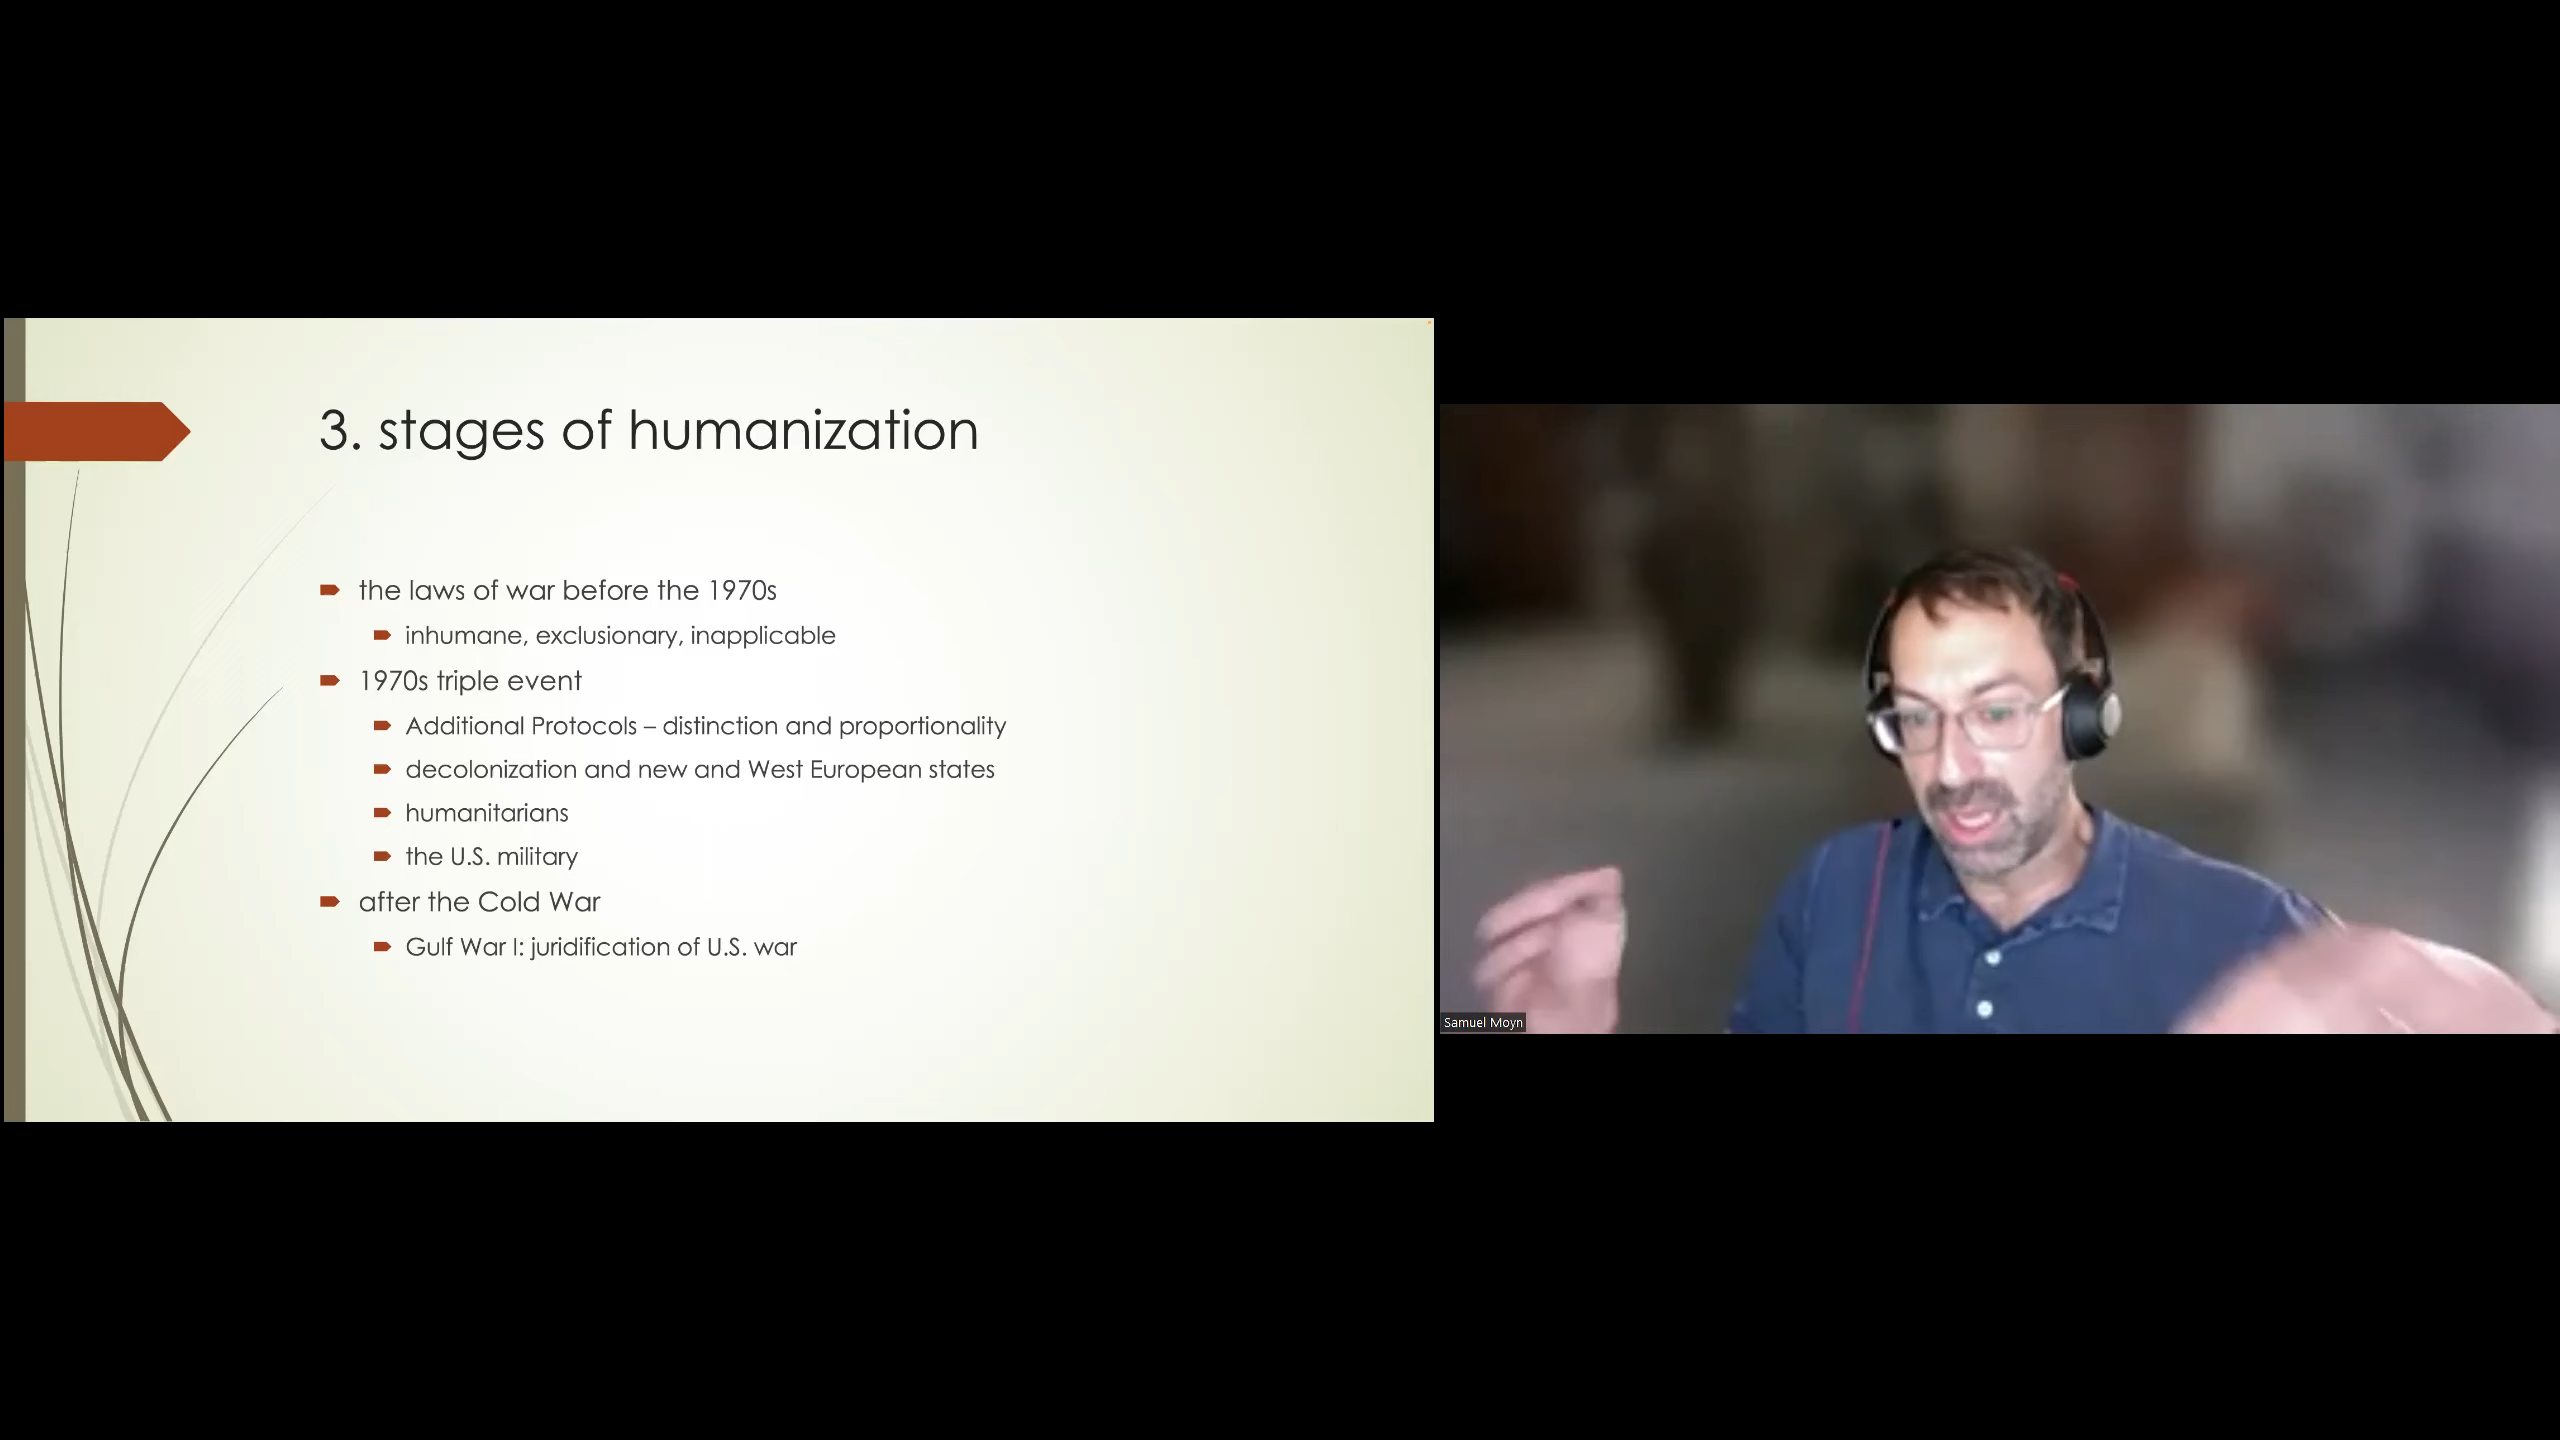 3. stages of humanization
the laws of war before the 1970s
inhumane, exclusionary, inapplicable
1970s triple event
Additional Protocols – distinction and proportionality
decolonization and new and West European states
humanitarians
the U.S. military
after the Cold War
Gulf War I: juridification of U.S. war
Samuel Moyn